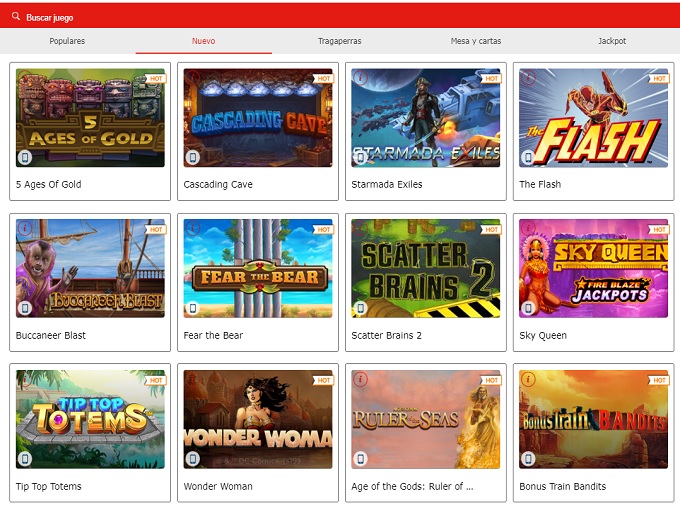 Buscar juego
Populares
Nuevo
Tragaperras
Mesa y cartas
Jackpot
HOT
5
AGES OF GOLD
5 Ages Of Gold
HOT
CASCADING CAVE
Cascading Cave
HOT
STARMADA EXILES
Starmada Exiles
HOT
THE
FLASH
The Flash
HOT
BUCCANEER BLAST
Buccaneer Blast
HOT
FEAR THE BEAR
Fear the Bear
HOT
SCATTER
BRAINS 2
Scatter Brains 2
HOT
SKY QUEEN
FIRE BLAZE
JACKPOTS
Sky Queen
HOT
TIP TOP
TOTEMS
Tip Top Totems
HOT
WONDER WOMA
Wonder Woman
HOT
RULER OF THE SEAS
Age of the Gods: Ruler of ...
HOT
Bonus Train BANDITS
Bonus Train Bandits